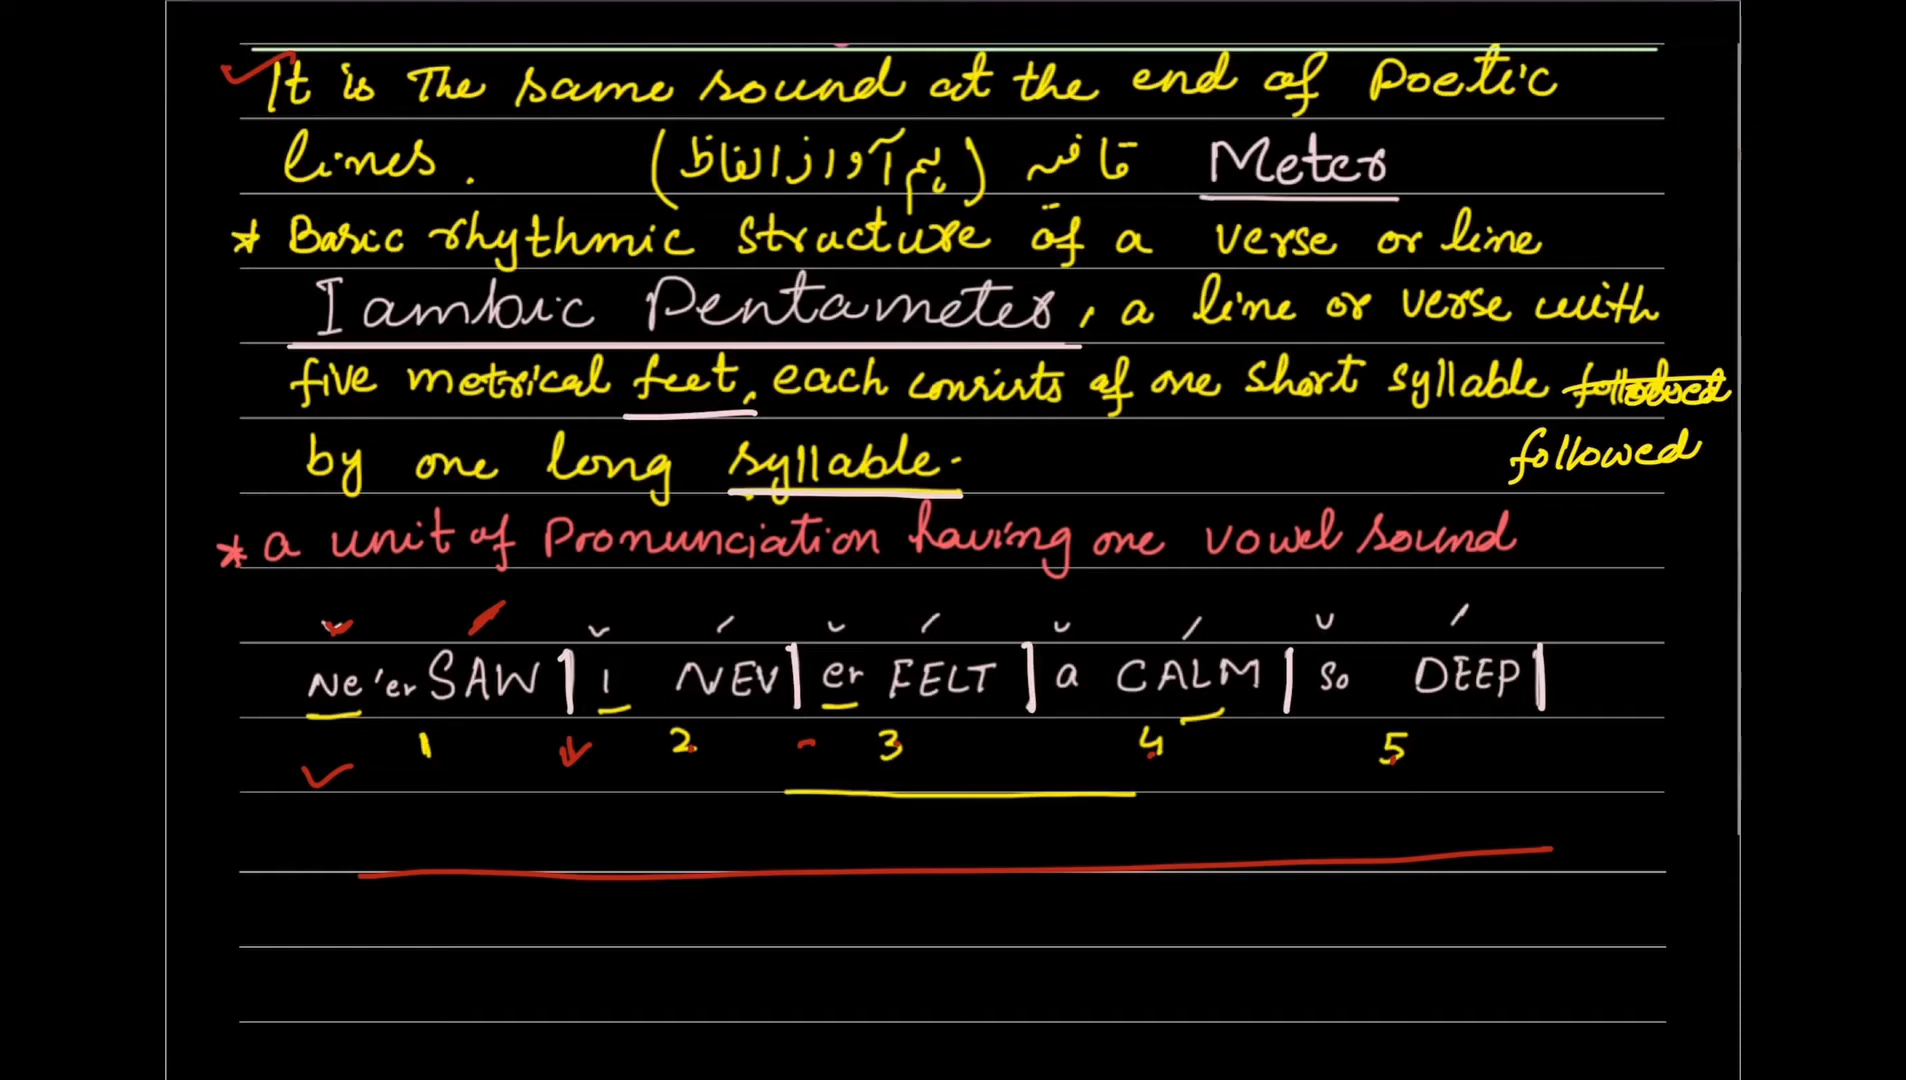 It is The same sound at the end of Poetic
lines. قافیہ (ہم آواز الفاظ) Meter
* Basic rhythmic structure of a verse or line
Iambic Pentameter, a line or verse with
five metrical feet, each consists of one short syllable followed
by one long syllable. followed
* a unit of Pronunciation having one vowel sound
˘ / ˘ / ˘ / ˘ / ˘ /
Ne'er SAW | I NEV | er FELT | a CALM | so DEEP |
1 2 3 4 5